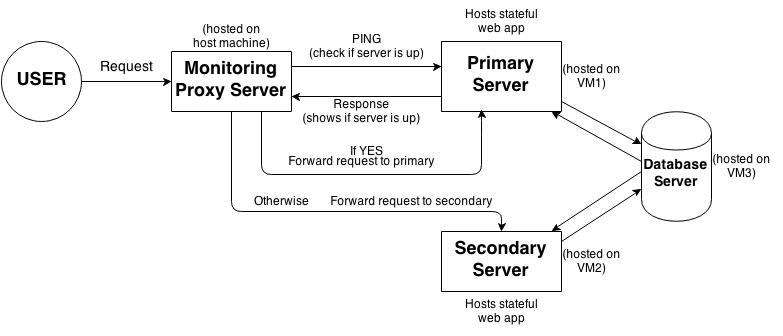 USER
Request
(hosted on
host machine)
Monitoring
Proxy Server
PING
(check if server is up)
Response
(shows if server is up)
If YES
Forward request to primary
Otherwise Forward request to secondary
Hosts stateful
web app
Primary
Server
(hosted on
VM1)
Database
Server
(hosted on
VM3)
Secondary
Server
(hosted on
VM2)
Hosts stateful
web app